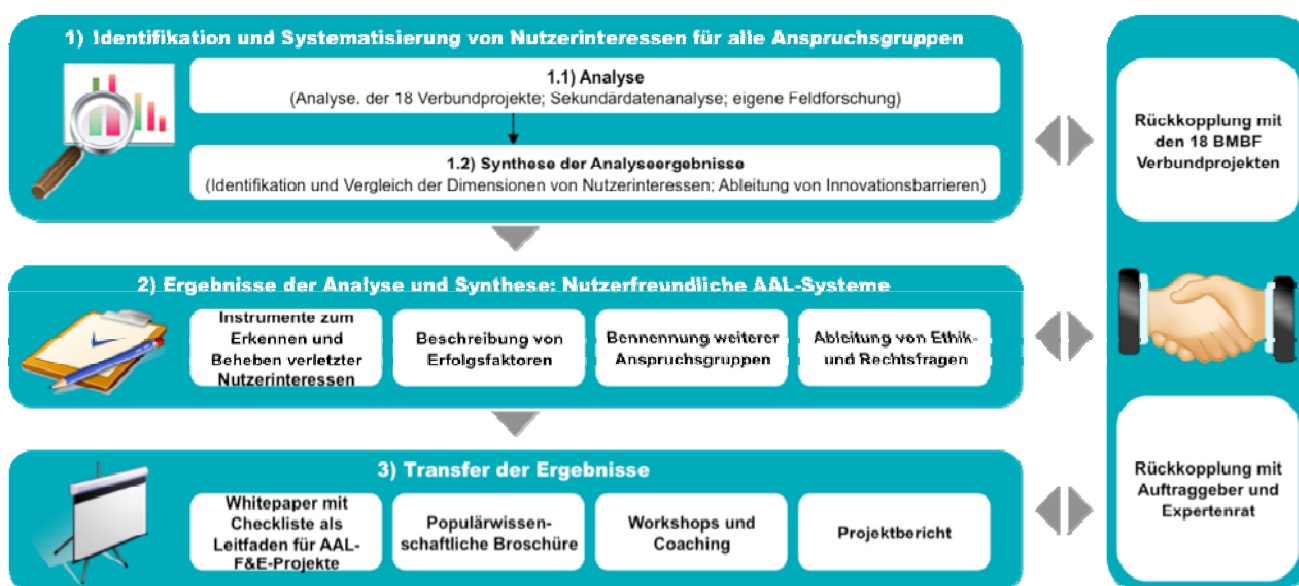 1) Identifikation und Systematisierung von Nutzerinteressen für alle Anspruchsgruppen
1.1) Analyse
(Analyse. der 18 Verbundprojekte; Sekundärdatenanalyse; eigene Feldforschung)
1.2) Synthese der Analyseergebnisse
(Identifikation und Vergleich der Dimensionen von Nutzerinteressen; Ableitung von Innovationsbarrieren)
2) Ergebnisse der Analyse und Synthese: Nutzerfreundliche AAL-Systeme
Instrumente zum
Erkennen und
Beheben verletzter
Nutzerinteressen
Beschreibung von
Erfolgsfaktoren
Bennennung weiterer
Anspruchsgruppen
Ableitung von Ethik-
und Rechtsfragen
3) Transfer der Ergebnisse
Whitepaper mit
Checkliste als
Leitfaden für AAL-
F&E-Projekte
Populärwissen-
schaftliche Broschüre
Workshops und
Coaching
Projektbericht
Rückkopplung mit
den 18 BMBF
Verbundprojekten
Rückkopplung mit
Auftraggeber und
Expertenrat